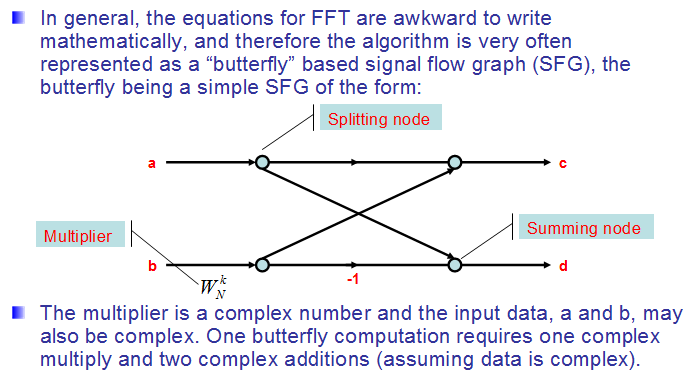 In general, the equations for FFT are awkward to write
mathematically, and therefore the algorithm is very often
represented as a “butterfly” based signal flow graph (SFG), the
butterfly being a simple SFG of the form:
Splitting node
a
c
Multiplier
Summing node
b
-1
d
W_N^k
The multiplier is a complex number and the input data, a and b, may
also be complex. One butterfly computation requires one complex
multiply and two complex additions (assuming data is complex).